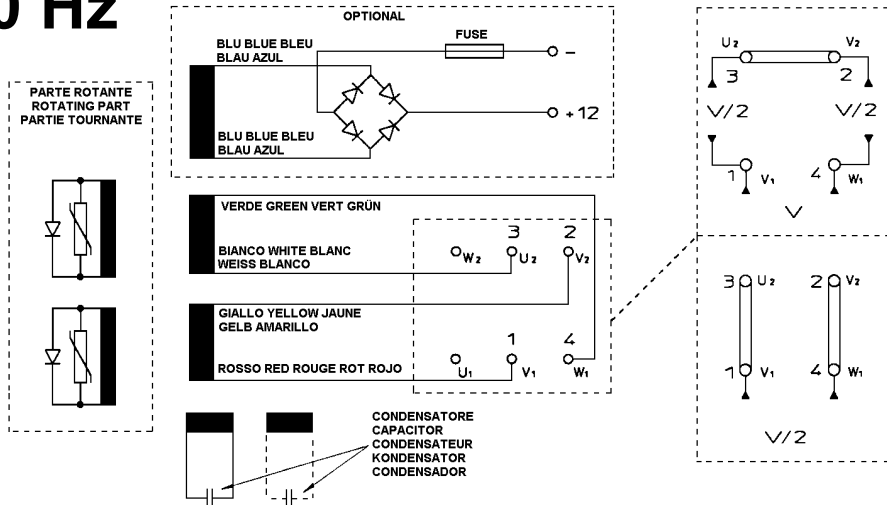 0 Hz
OPTIONAL
BLU BLUE BLEU
BLAU AZUL
FUSE
−
+12
BLU BLUE BLEU
BLAU AZUL
PARTE ROTANTE
ROTATING PART
PARTIE TOURNANTE
VERDE GREEN VERT GRÜN
BIANCO WHITE BLANC
WEISS BLANCO
3 2
W2 U2 V2
GIALLO YELLOW JAUNE
GELB AMARILLO
1 4
ROSSO RED ROUGE ROT ROJO
U1 V1 W1
CONDENSATORE
CAPACITOR
CONDENSATEUR
KONDENSATOR
CONDENSADOR
U2 V2
3 2
V/2 V/2
1 V1 4 W1
V
3 U2 2 V2
1 V1 4 W1
V/2